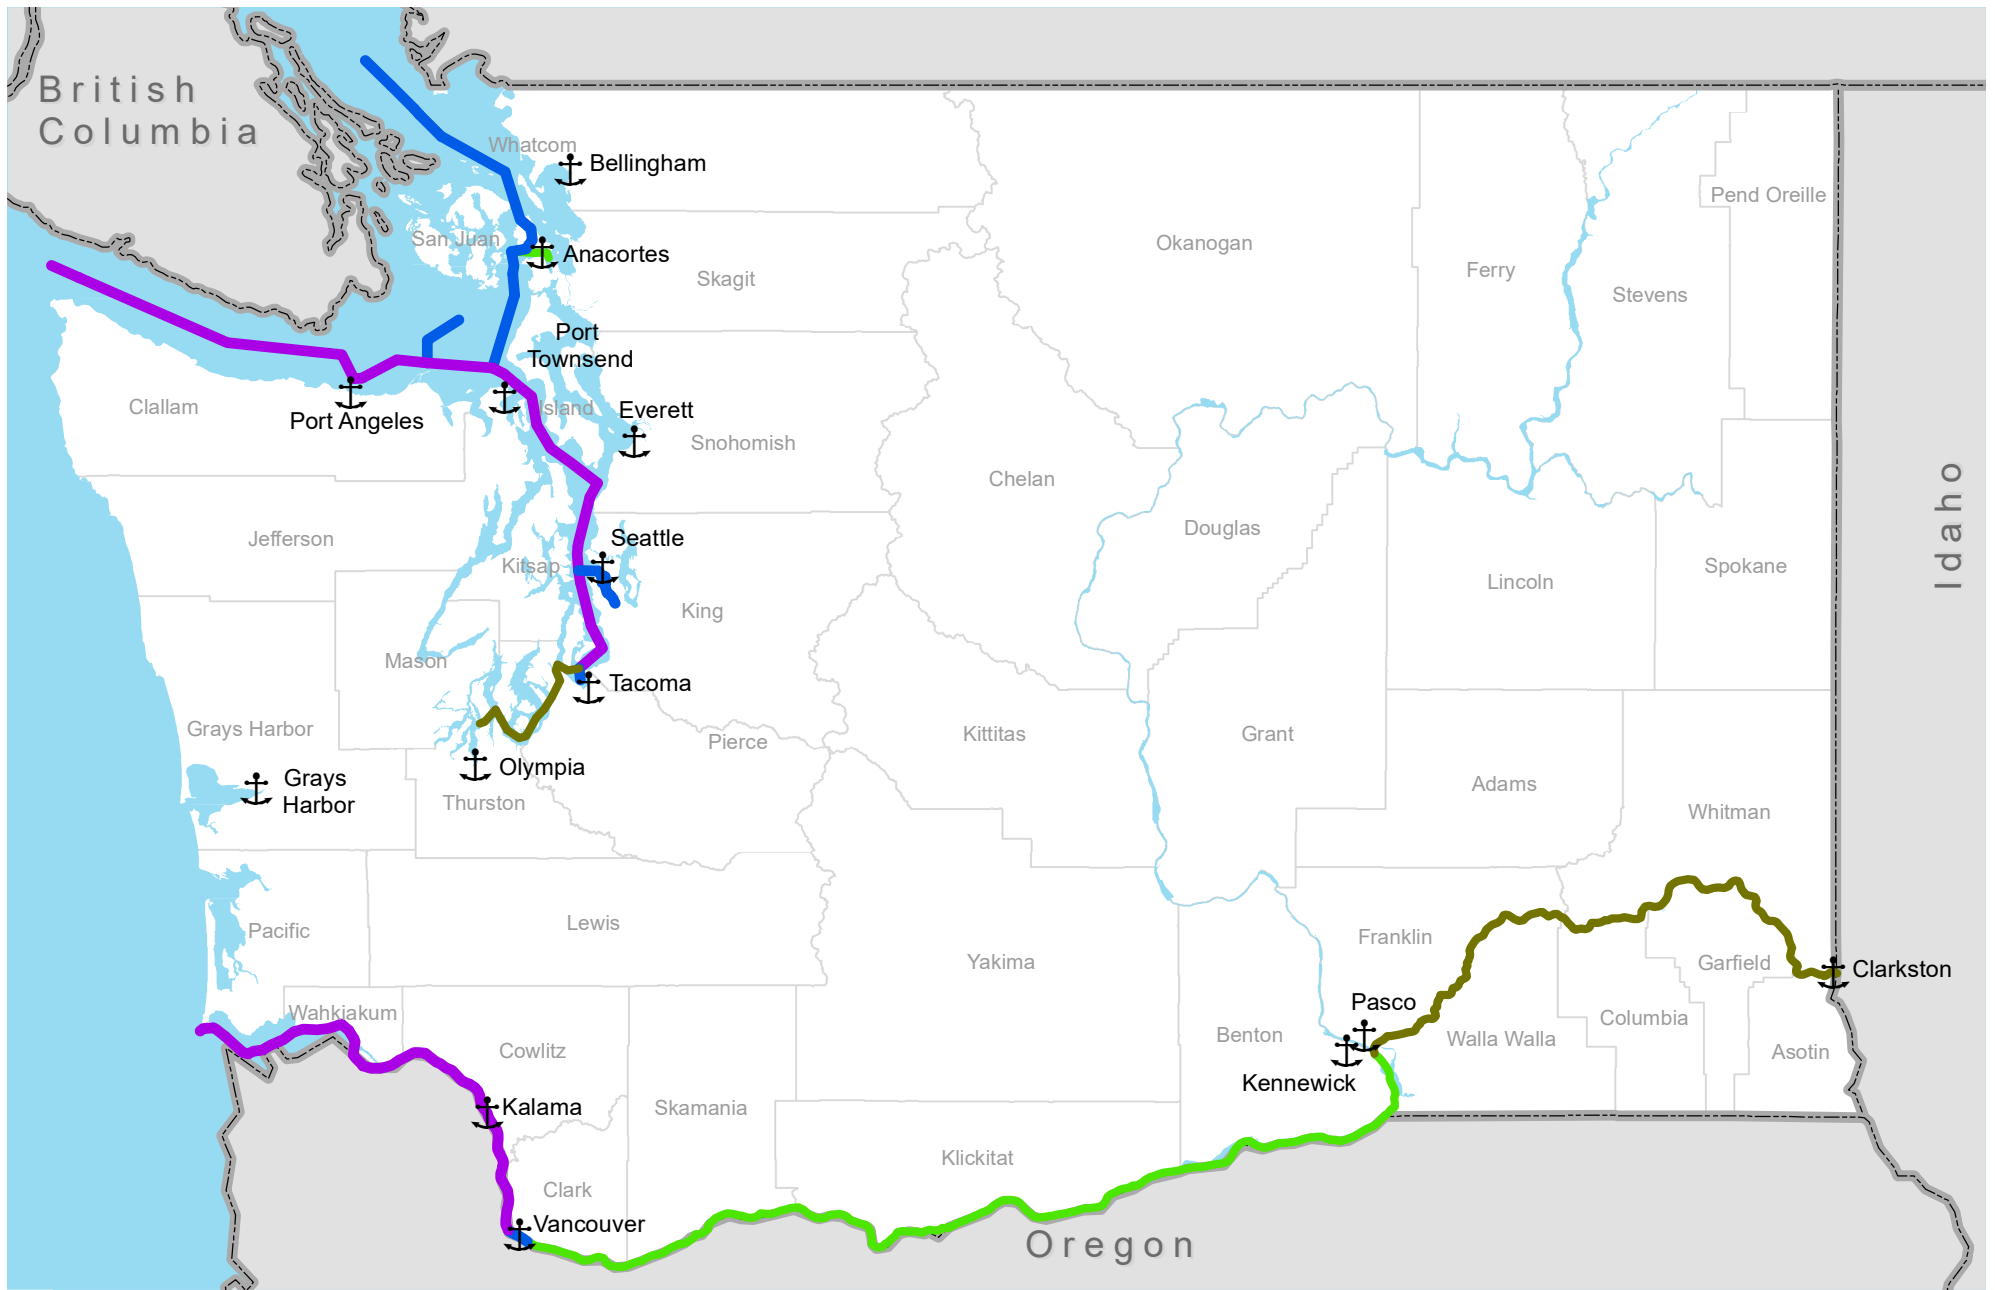 British
Columbia
Whatcom
Bellingham
Pend Oreille
San Juan
Anacortes
Skagit
Okanogan
Ferry
Stevens
Port
Townsend
Clallam
Port Angeles
Island
Everett
Snohomish
Chelan
Idaho
Jefferson
Seattle
Kitsap
King
Douglas
Lincoln
Spokane
Mason
Tacoma
Grays Harbor
Pierce
Kittitas
Grant
Olympia
Grays
Harbor
Thurston
Adams
Whitman
Pacific
Lewis
Yakima
Franklin
Garfield
Clarkston
Wahkiakum
Cowlitz
Benton
Pasco
Walla Walla
Columbia
Asotin
Kennewick
Kalama
Skamania
Klickitat
Clark
Vancouver
Oregon